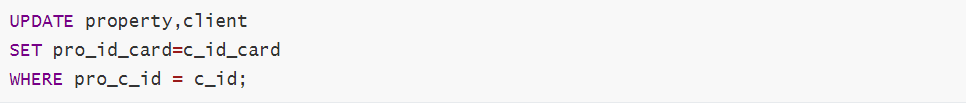 UPDATE property,client
SET pro_id_card=c_id_card
WHERE pro_c_id = c_id;